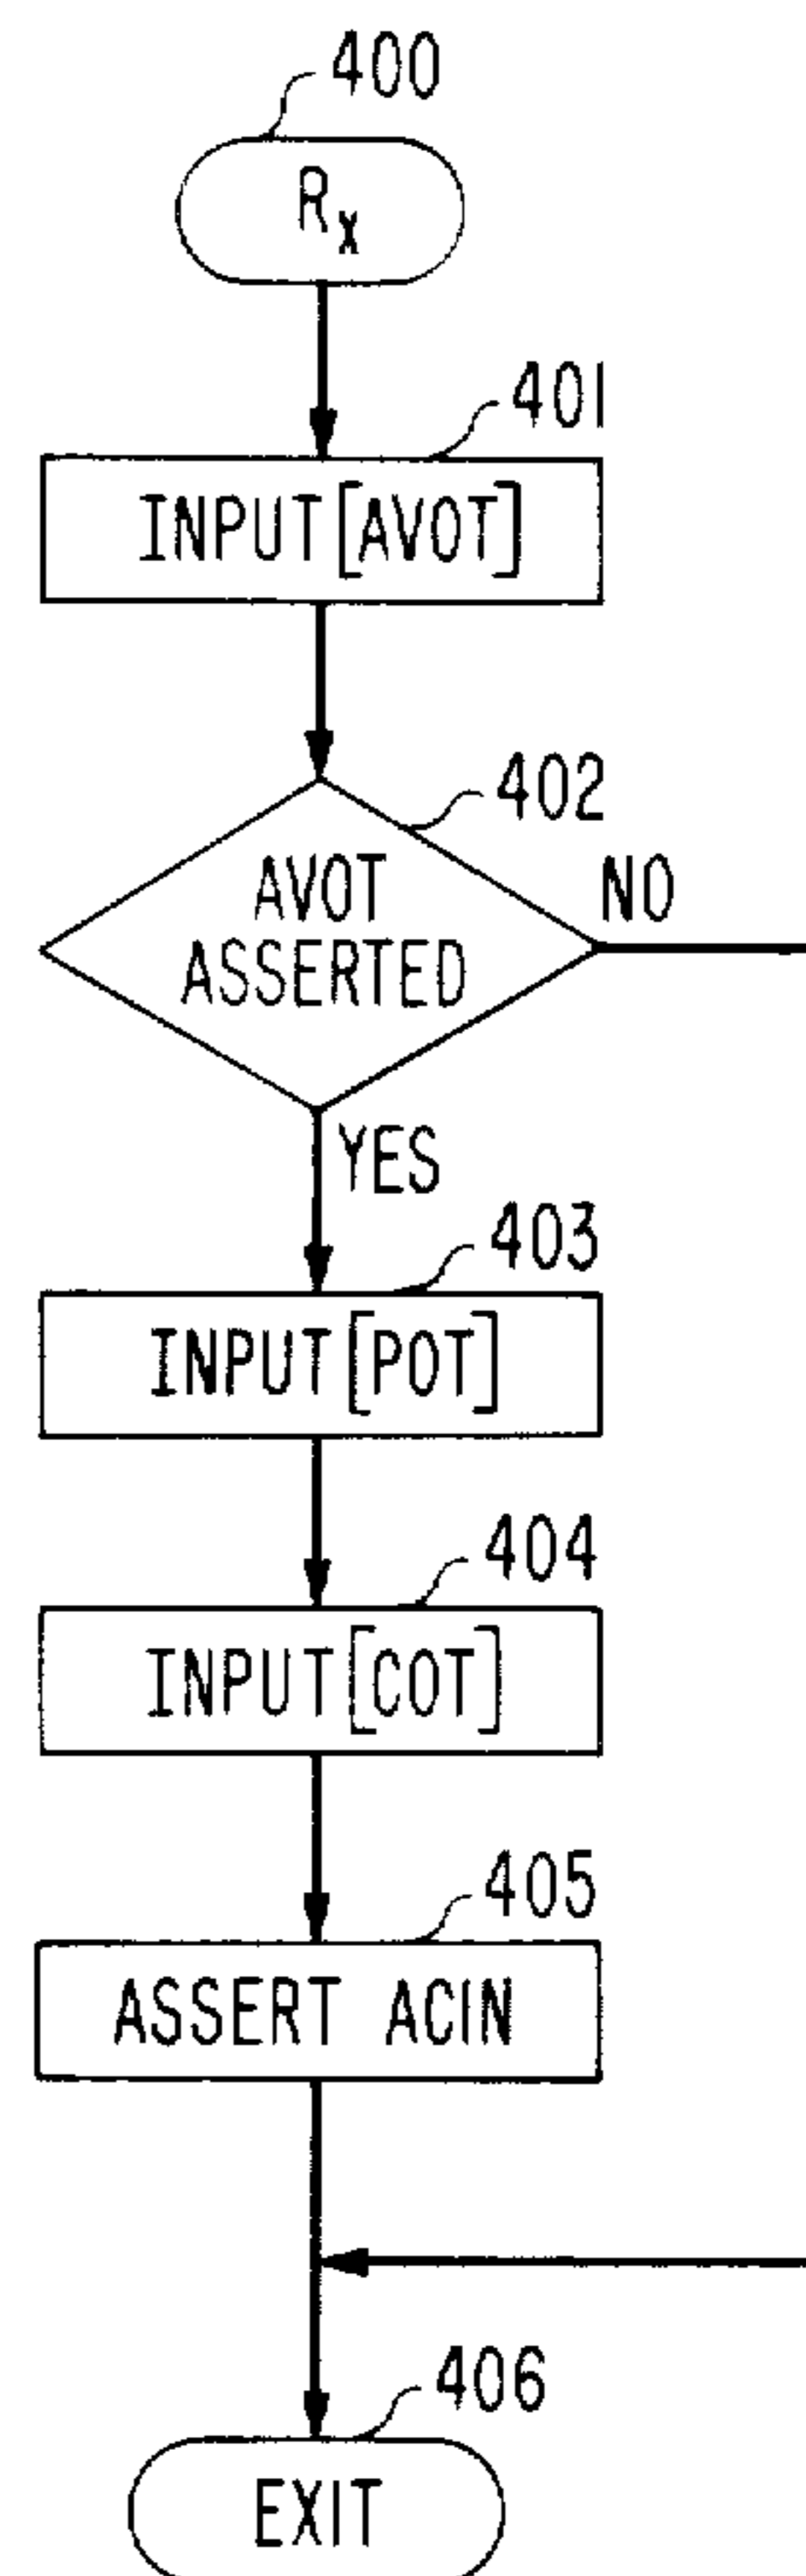 400
Rx
401
INPUT[AVOT]
402
AVOT
ASSERTED
NO
YES
403
INPUT[POT]
404
INPUT[COT]
405
ASSERT ACIN
406
EXIT